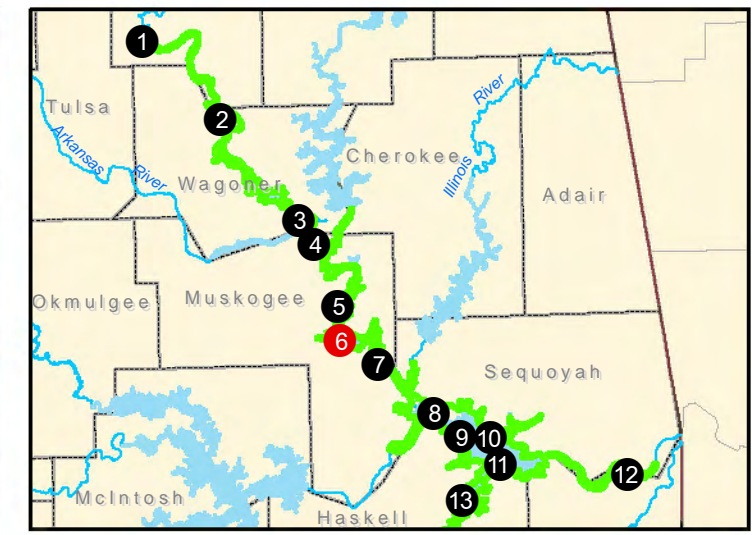 1
2
Tulsa
Arkansas
River
Wagoner
Cherokee
Illinois
River
Adair
3
4
Okmulgee
Muskogee
5
6
7
Sequoyah
8
9
10
11
12
13
McIntosh
Haskell